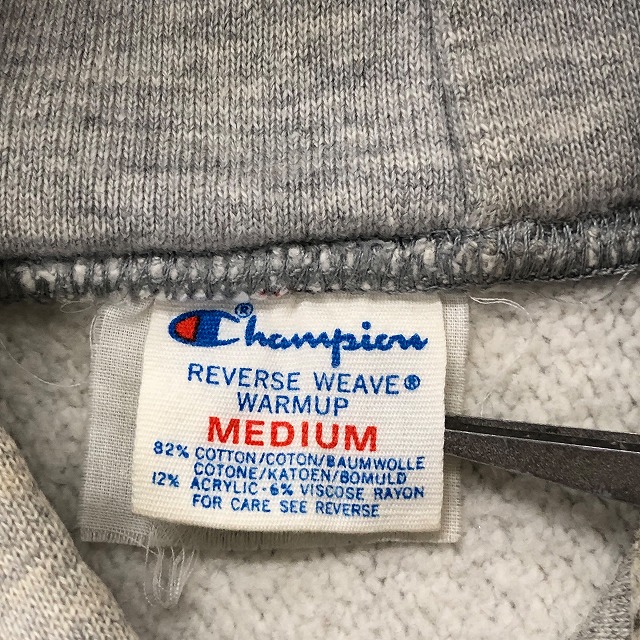 Champion®
REVERSE WEAVE®
WARMUP
MEDIUM
82% COTTON/COTON/BAUMWOLLE
COTONE/KATOEN/BOMULD
12% ACRYLIC-6% VISCOSE RAYON
FOR CARE SEE REVERSE